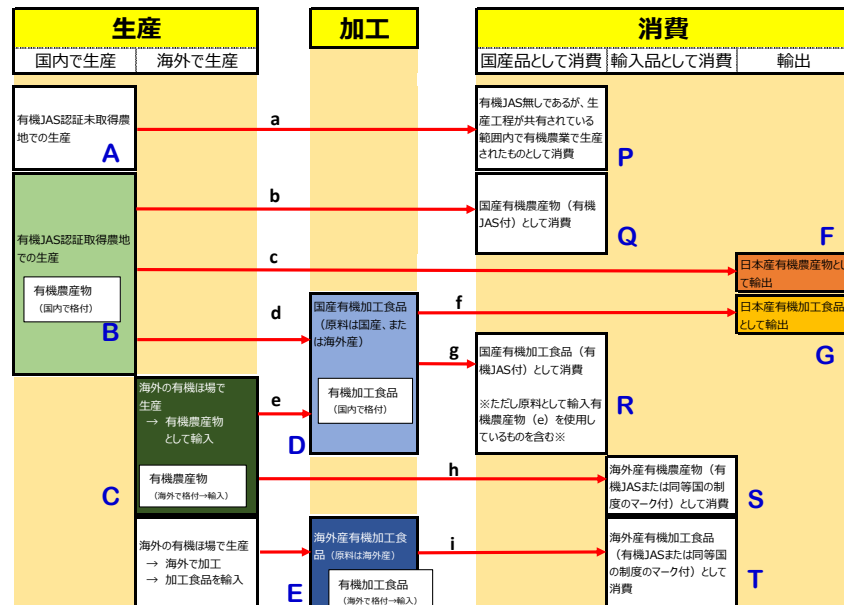 生産
加工
消費
国内で生産
海外で生産
国産品として消費
輸入品として消費
輸出
有機JAS認証未取得農
地での生産
A
a
有機JAS無しであるが、生
産工程が共有されている
範囲内で有機農業で生産
されたものとして消費
P
有機JAS認証取得農地
での生産
有機農産物
（国内で格付）
B
b
国産有機農産物（有機
JAS付）として消費
Q
c
F
日本産有機農産物とし
て輸出
d
国産有機加工食品
（原料は国産、また
は海外産）
有機加工食品
（国内で格付）
D
f
日本産有機加工食品
として輸出
G
g
国産有機加工食品（有
機JAS付）として消費
※ただし原料として輸入有
機農産物（e）を使用し
ているものを含む※
R
海外の有機ほ場で
生産
→ 有機農産物
として輸入
有機農産物
（海外で格付→輸入）
C
e
h
海外産有機農産物（有
機JASまたは同等国の制
度のマーク付）として消費
S
海外の有機ほ場で生産
→ 海外で加工
→ 加工食品を輸入
海外産有機加工食
品（原料は海外産）
有機加工食品
（海外で格付→輸入）
E
i
海外産有機加工食品
（有機JASまたは同等国
の制度のマーク付）として
消費
T